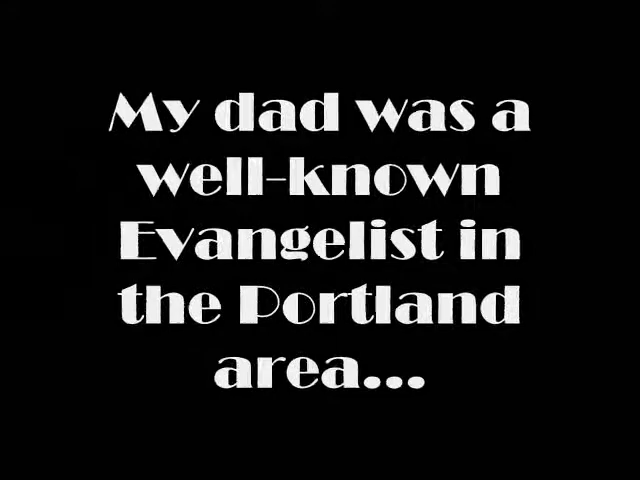 My dad was a
well-known
Evangelist in
the Portland
area...